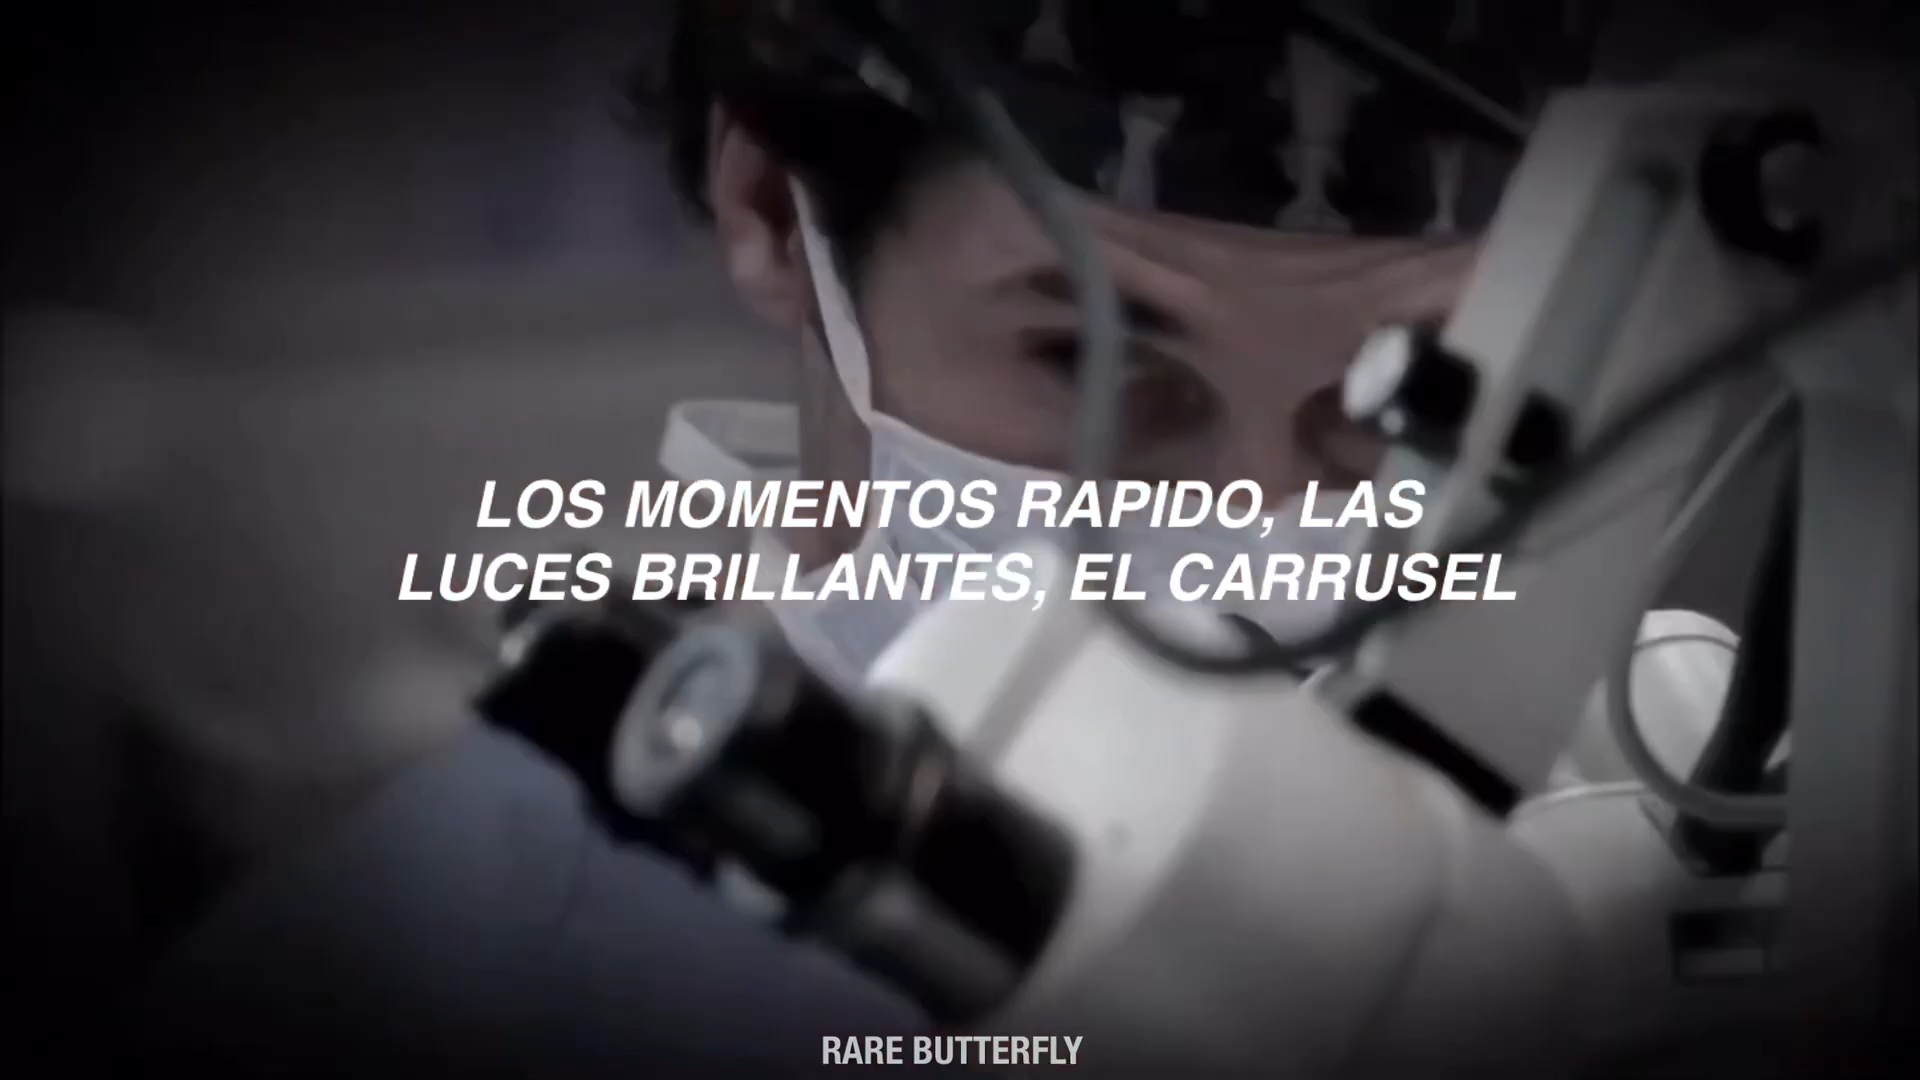 LOS MOMENTOS RAPIDO, LAS
LUCES BRILLANTES, EL CARRUSEL
RARE BUTTERFLY